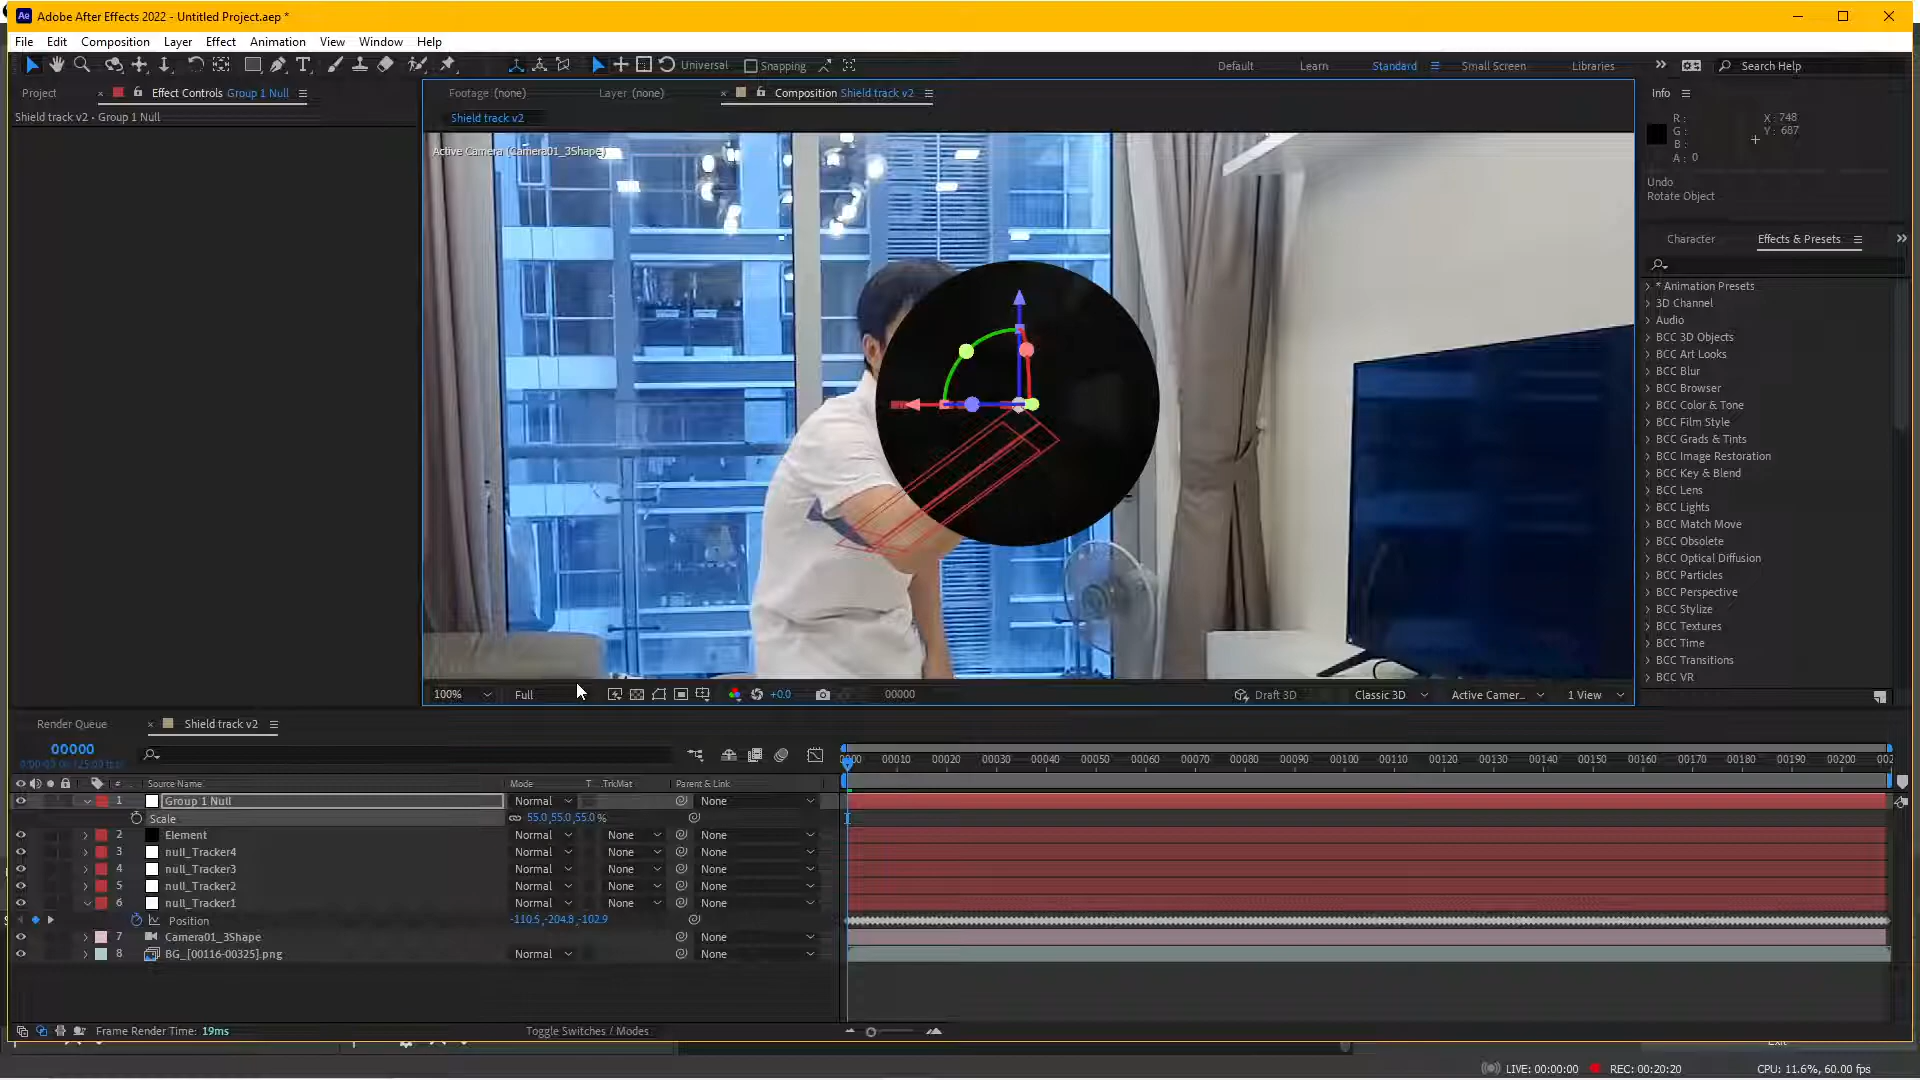 Adobe After Effects 2022 - Untitled Project.aep *
File Edit Composition Layer Effect Animation View Window Help
Universal Snapping Default Learn Standard Small Screen Libraries Search Help
Project Effect Controls Group 1 Null
Footage (none) Layer (none) Composition Shield track v2
Info
Shield track v2 - Group 1 Null
Shield track v2
R :
G :
B :
A : 0
X : 748
Y : 687
Active Camera (Camera01_3Shape)
Undo
Rotate Object
Character Effects & Presets
* Animation Presets
3D Channel
Audio
BCC 3D Objects
BCC Art Looks
BCC Blur
BCC Browser
BCC Color & Tone
BCC Film Style
BCC Grads & Tints
BCC Image Restoration
BCC Key & Blend
BCC Lens
BCC Lights
BCC Match Move
BCC Obsolete
BCC Optical Diffusion
BCC Particles
BCC Perspective
BCC Stylize
BCC Textures
BCC Time
BCC Transitions
BCC VR
100% Full +0.0 00000 Draft 3D Classic 3D Active Camer... 1 View
Render Queue Shield track v2
00000
00010 00020 00030 00040 00050 00060 00070 00080 00090 00100 00110 00120 00130 00140 00150 00160 00170 00180 00190 00200
# Source Name Mode T .TrkMat Parent & Link
1 Group 1 Null Normal None
Scale 55.0,55.0,55.0 %
2 Element Normal None None
3 null_Tracker4 Normal None None
4 null_Tracker3 Normal None None
5 null_Tracker2 Normal None None
6 null_Tracker1 Normal None None
Position -110.5,-204.8,-102.9
7 Camera01_3Shape None
8 BG_[00116-00325].png Normal None
Frame Render Time: 19ms Toggle Switches / Modes
LIVE: 00:00:00 REC: 00:20:20 CPU: 11.6%, 60.00 fps